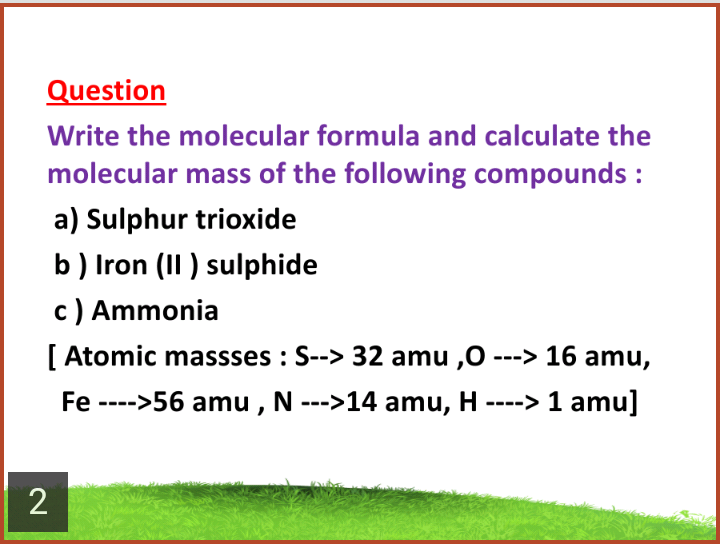 Question
Write the molecular formula and calculate the
molecular mass of the following compounds :
a) Sulphur trioxide
b ) Iron (II ) sulphide
c ) Ammonia
[ Atomic massses : S--> 32 amu ,O ---> 16 amu,
Fe ---->56 amu , N --->14 amu, H ----> 1 amu]
2